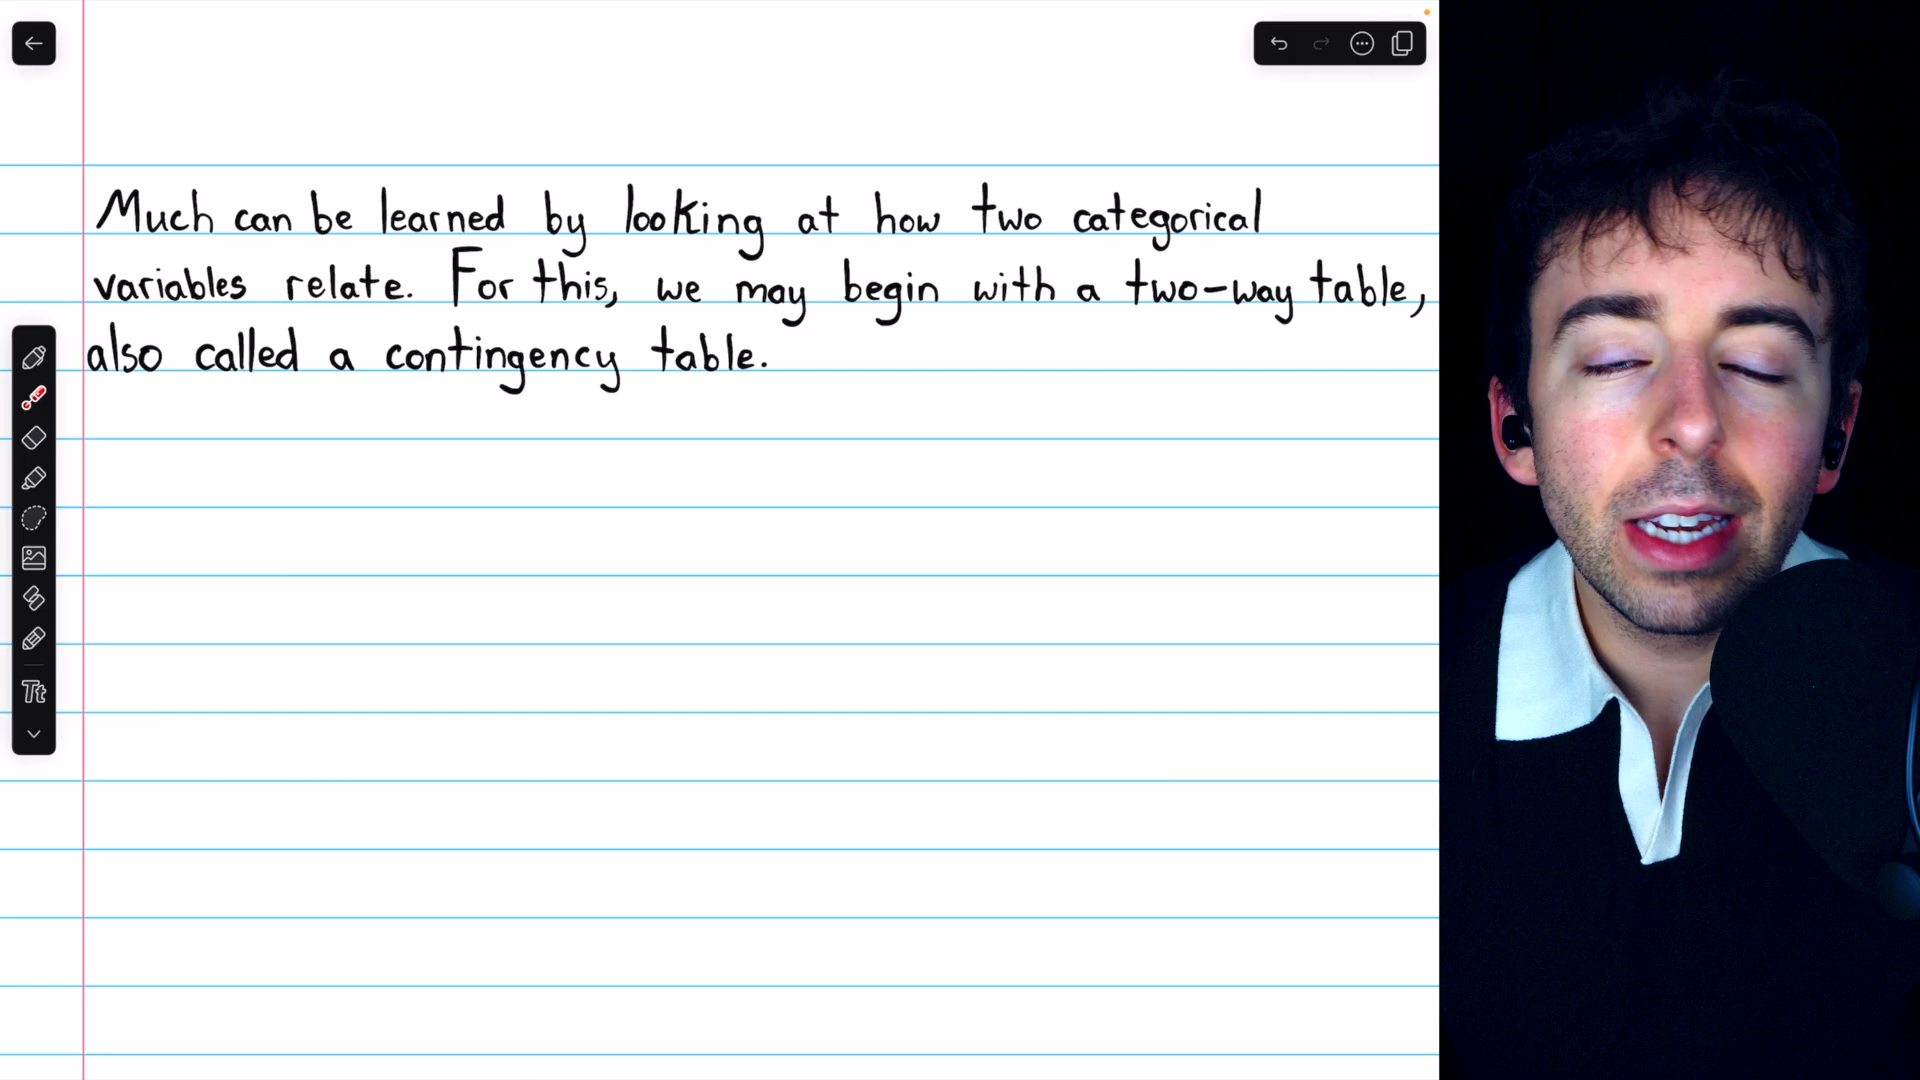 Much can be learned by looking at how two categorical
variables relate. For this, we may begin with a two-way table,
also called a contingency table.
Tt